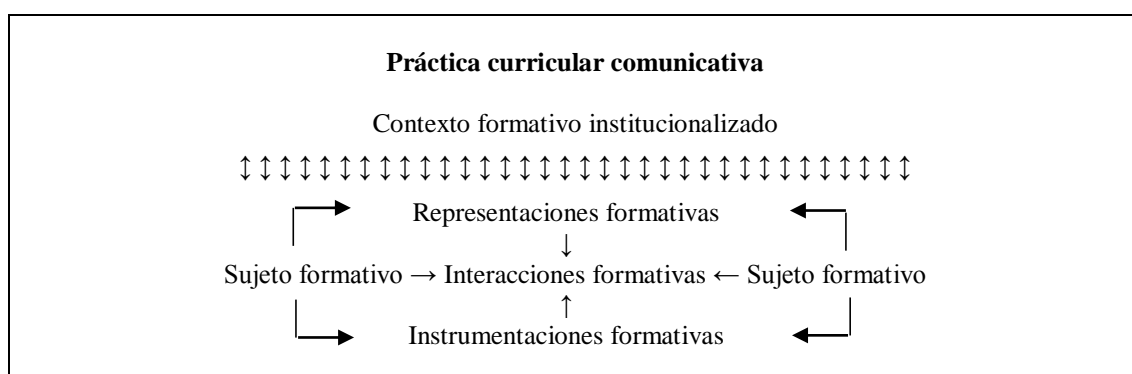 Práctica curricular comunicativa
Contexto formativo institucionalizado
↕↕↕↕↕↕↕↕↕↕↕↕↕↕↕↕↕↕↕↕↕↕↕↕↕↕↕↕↕↕↕↕↕↕
Representaciones formativas
↓
Sujeto formativo → Interacciones formativas ← Sujeto formativo
↑
Instrumentaciones formativas